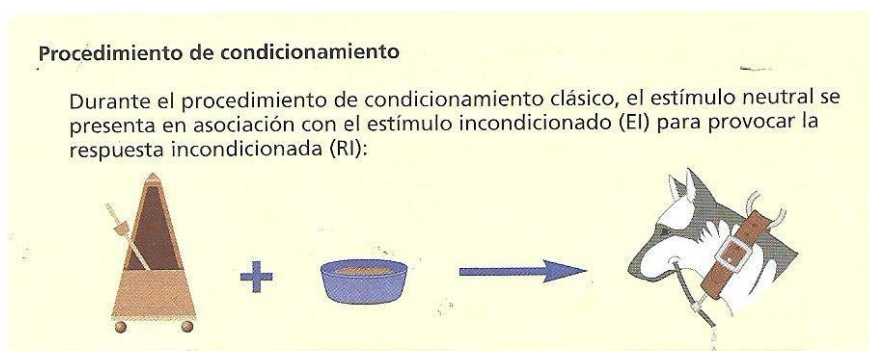 Procedimiento de condicionamiento
Durante el procedimiento de condicionamiento clásico, el estímulo neutral se
presenta en asociación con el estímulo incondicionado (EI) para provocar la
respuesta incondicionada (RI):